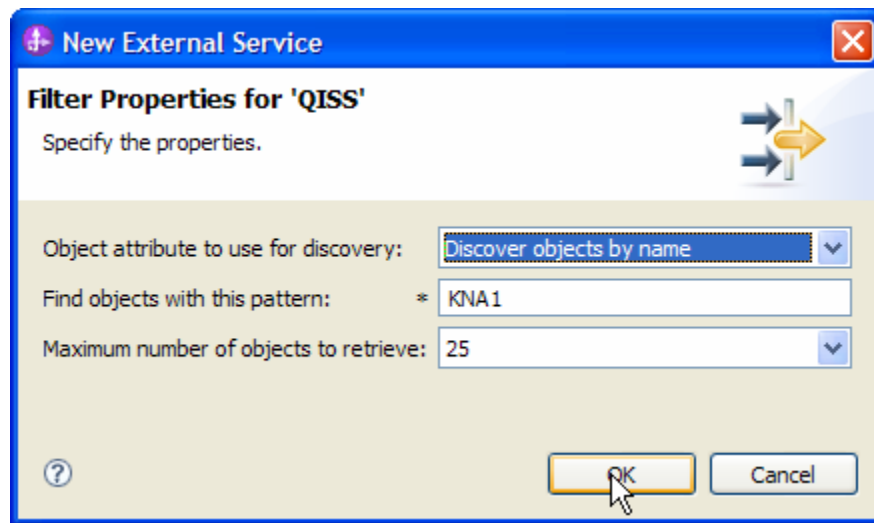 New External Service
Filter Properties for 'QISS'
Specify the properties.
Object attribute to use for discovery: Discover objects by name
Find objects with this pattern: * KNA1
Maximum number of objects to retrieve: 25
? OK Cancel